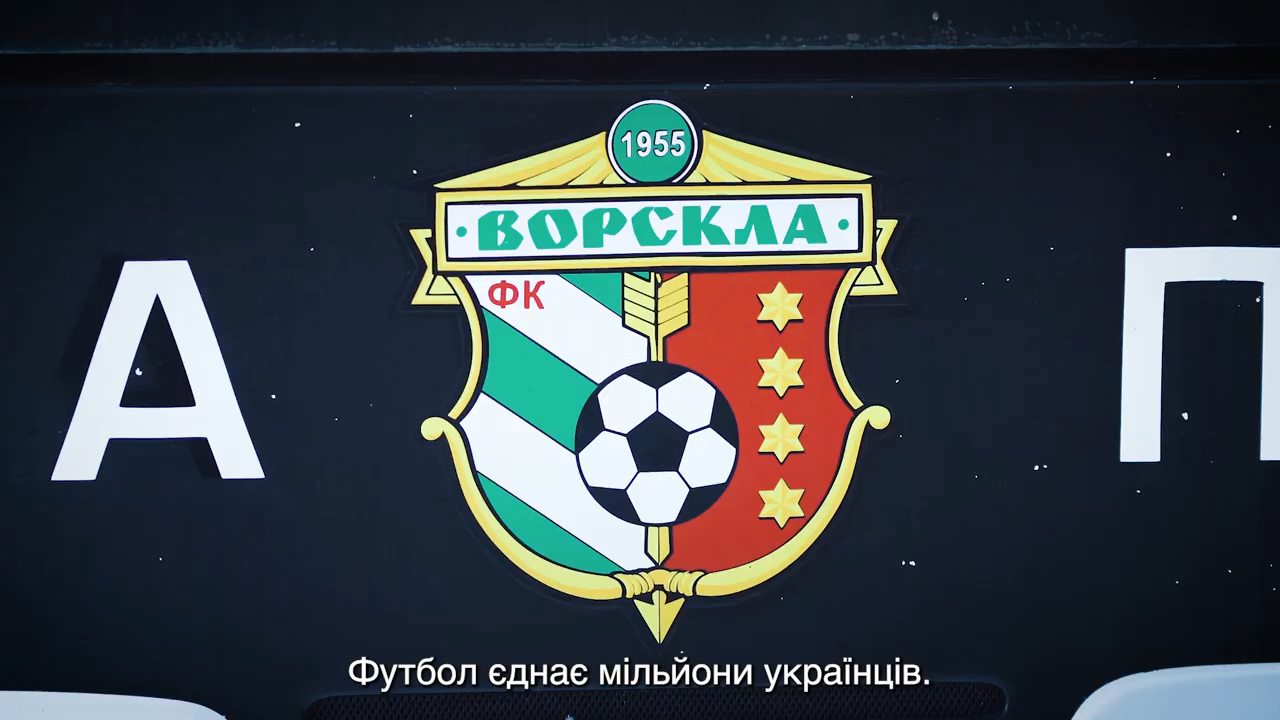 1955
ВОРСКЛА
ФК
А
П
Футбол єднає мільйони українців.